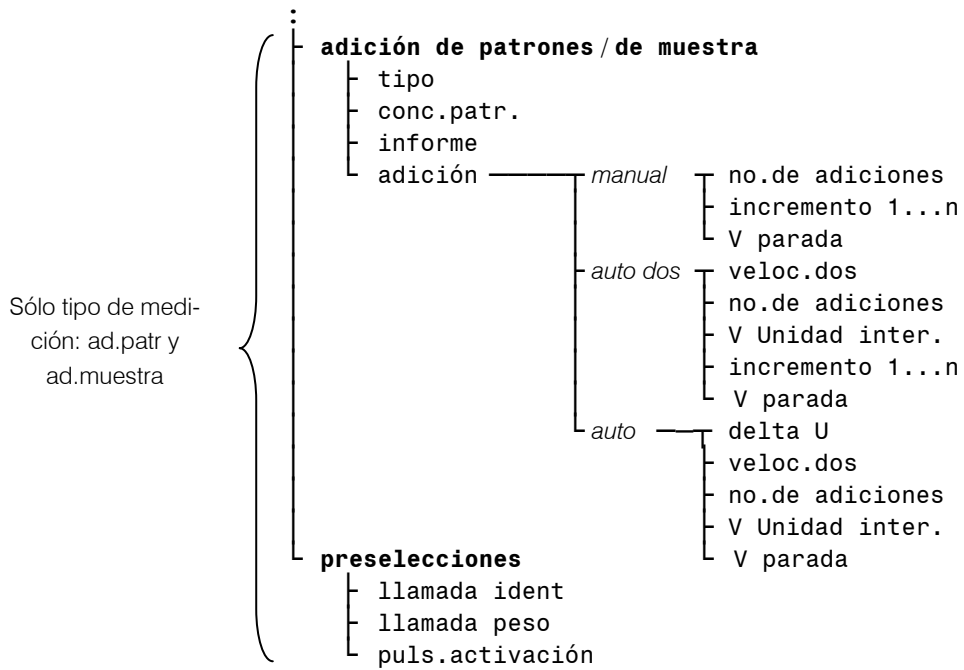 adición de patrones / de muestra
tipo
conc.patr.
informe
adición
manual
no.de adiciones
incremento 1...n
V parada
auto dos
veloc.dos
no.de adiciones
V Unidad inter.
incremento 1...n
V parada
auto
delta U
veloc.dos
no.de adiciones
V Unidad inter.
V parada
Sólo tipo de medi-
ción: ad.patr y
ad.muestra
preselecciones
llamada ident
llamada peso
puls.activación